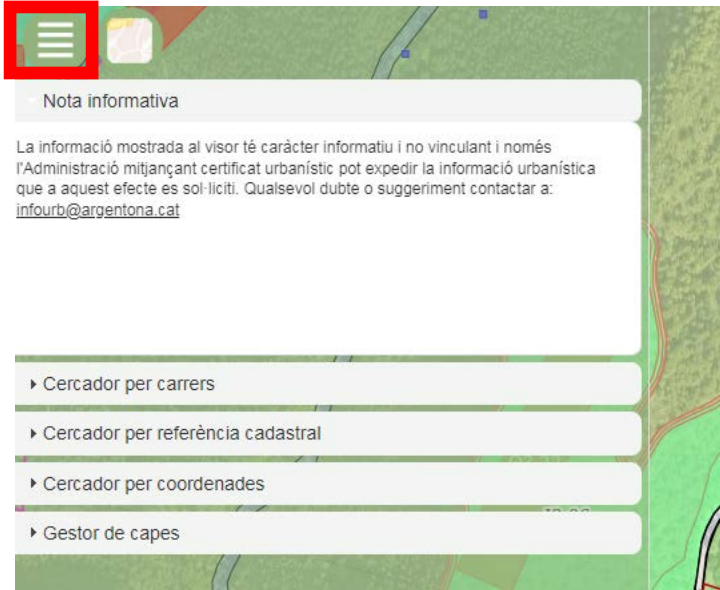 Nota informativa
La informació mostrada al visor té caràcter informatiu i no vinculant i només
l'Administració mitjançant certificat urbanístic pot expedir la informació urbanística
que a aquest efecte es sol·liciti. Qualsevol dubte o suggeriment contactar a:
infourb@argentona.cat
Cercador per carrers
Cercador per referència cadastral
Cercador per coordenades
Gestor de capes